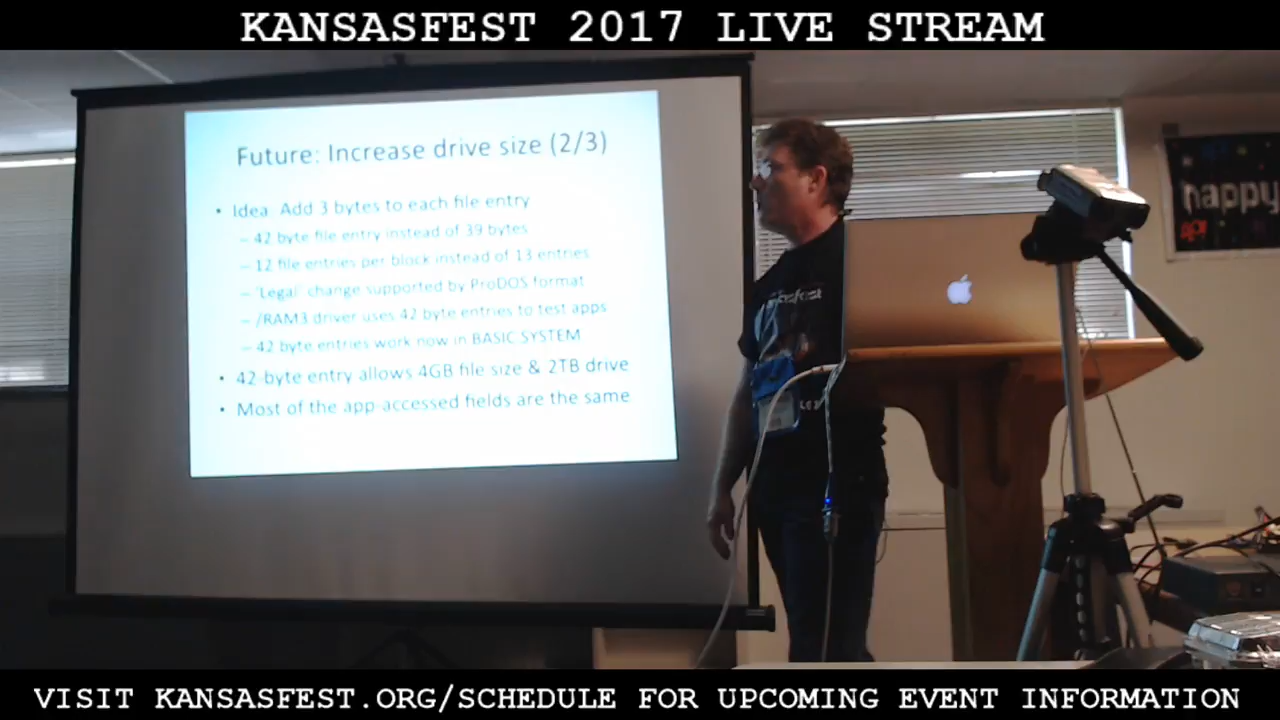 KANSASFEST 2017 LIVE STREAM
Future: Increase drive size (2/3)
• Idea: Add 3 bytes to each file entry
– 42 byte file entry instead of 39 bytes
– 12 file entries per block instead of 13 entries
– 'Legal' change supported by ProDOS format
– /RAM3 driver uses 42 byte entries to test apps
– 42 byte entries work now in BASIC SYSTEM
• 42-byte entry allows 4GB file size & 2TB drive
• Most of the app-accessed fields are the same
happy
VISIT KANSASFEST.ORG/SCHEDULE FOR UPCOMING EVENT INFORMATION